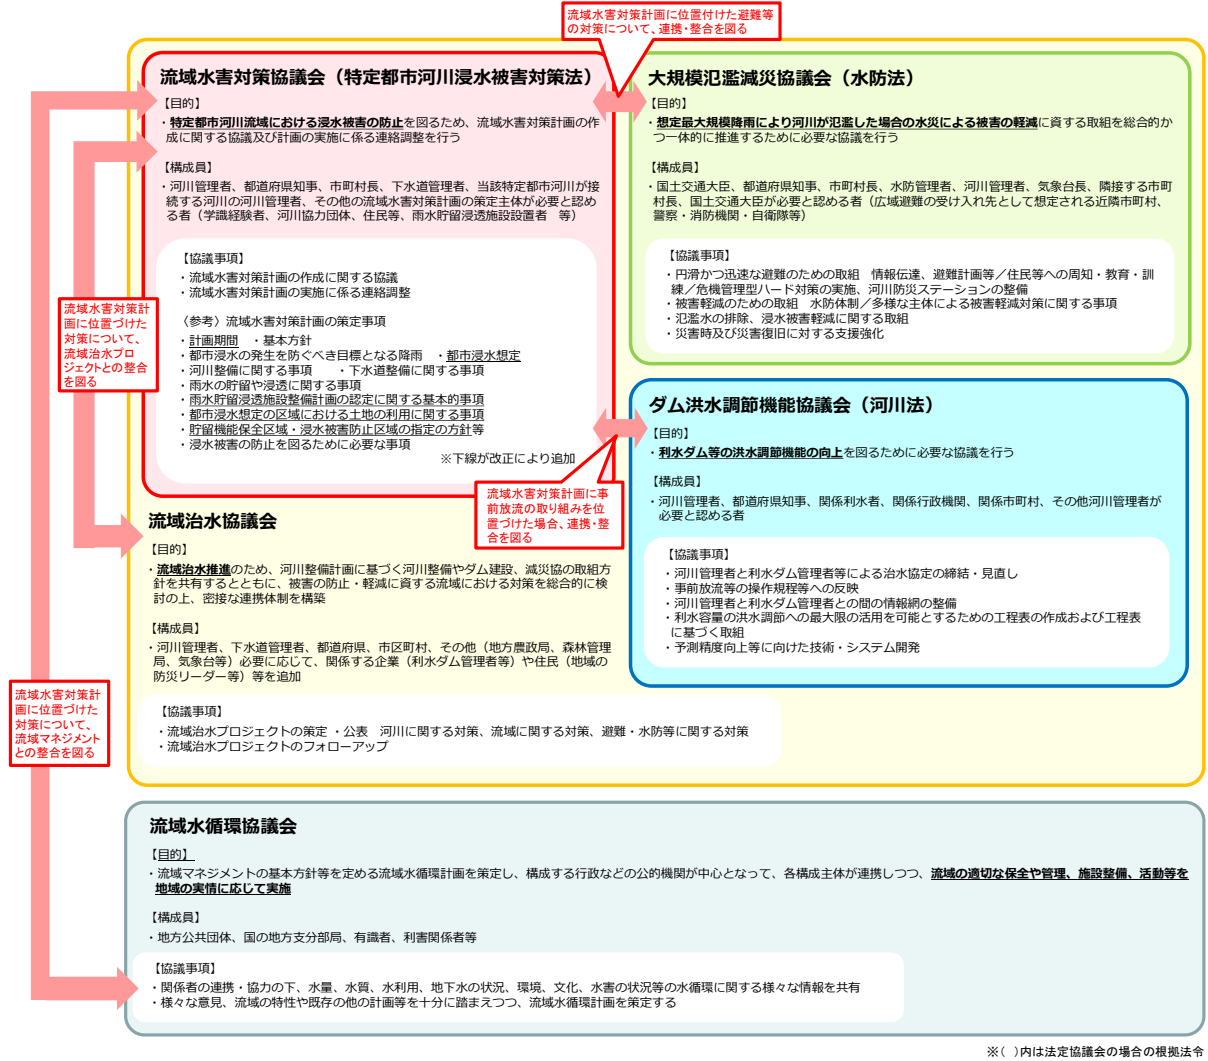 流域水害対策計画に位置付けた避難等
の対策について、連携・整合を図る
流域水害対策協議会（特定都市河川浸水被害対策法）
【目的】
・特定都市河川流域における浸水被害の防止を図るため、流域水害対策計画の作
成に関する協議及び計画の実施に係る連絡調整を行う
【構成員】
・河川管理者、都道府県知事、市町村長、下水道管理者、当該特定都市河川が接
続する河川の河川管理者、その他の流域水害対策計画の策定主体が必要と認め
る者（学識経験者、河川協力団体、住民等、雨水貯留浸透施設設置者　等）
【協議事項】
・流域水害対策計画の作成に関する協議
・流域水害対策計画の実施に係る連絡調整
〈参考〉流域水害対策計画の策定事項
・計画期間　・基本方針
・都市浸水の発生を防ぐべき目標となる降雨　・都市浸水想定
・河川整備に関する事項　　・下水道整備に関する事項
・雨水の貯留や浸透に関する事項
・雨水貯留浸透施設整備計画の認定に関する基本的事項
・都市浸水想定の区域における土地の利用に関する事項
・貯留機能保全区域・浸水被害防止区域の指定の方針等
・浸水被害の防止を図るために必要な事項
※下線が改正により追加
大規模氾濫減災協議会（水防法）
【目的】
・想定最大規模降雨により河川が氾濫した場合の水災による被害の軽減に資する取組を総合的か
つ一体的に推進するために必要な協議を行う
【構成員】
・国土交通大臣、都道府県知事、市町村長、水防管理者、河川管理者、気象台長、隣接する市町
村長、国土交通大臣が必要と認める者（広域避難の受け入れ先として想定される近隣市町村、
警察・消防機関・自衛隊等）
【協議事項】
・円滑かつ迅速な避難のための取組　情報伝達、避難計画等／住民等への周知・教育・訓
練／危機管理型ハード対策の実施、河川防災ステーションの整備
・被害軽減のための取組　水防体制／多様な主体による被害軽減対策に関する事項
・氾濫水の排除、浸水被害軽減に関する取組
・災害時及び災害復旧に対する支援強化
流域水害対策計
画に位置づけた
対策について、
流域治水プロ
ジェクトとの整合
を図る
ダム洪水調節機能協議会（河川法）
【目的】
・利水ダム等の洪水調節機能の向上を図るために必要な協議を行う
【構成員】
・河川管理者、都道府県知事、関係利水者、関係行政機関、関係市町村、その他河川管理者が
必要と認める者
【協議事項】
・河川管理者と利水ダム管理者等による治水協定の締結・見直し
・事前放流等の操作規程等への反映
・河川管理者と利水ダム管理者との間の情報網の整備
・利水容量の洪水調節への最大限の活用を可能とするための工程表の作成および工程表
に基づく取組
・予測精度向上等に向けた技術・システム開発
流域水害対策計画に事
前放流の取り組みを位
置づけた場合、連携・整
合を図る
流域治水協議会
【目的】
・流域治水推進のため、河川整備計画に基づく河川整備やダム建設、減災協の取組方
針を共有するとともに、被害の防止・軽減に資する流域における対策を総合的に検
討の上、密接な連携体制を構築
【構成員】
・河川管理者、下水道管理者、都道府県、市区町村、その他（地方農政局、森林管理
局、気象台等）必要に応じて、関係する企業（利水ダム管理者等）や住民（地域の
防災リーダー等）等を追加
【協議事項】
・流域治水プロジェクトの策定 ・公表　河川に関する対策、流域に関する対策、避難・水防等に関する対策
・流域治水プロジェクトのフォローアップ
流域水害対策計
画に位置づけた
対策について、
流域マネジメント
との整合を図る
流域水循環協議会
【目的】
・流域マネジメントの基本方針等を定める流域水循環計画を策定し、構成する行政などの公的機関が中心となって、各構成主体が連携しつつ、流域の適切な保全や管理、施設整備、活動等を
地域の実情に応じて実施
【構成員】
・地方公共団体、国の地方支分部局、有識者、利害関係者等
【協議事項】
・関係者の連携・協力の下、水量、水質、水利用、地下水の状況、環境、文化、水害の状況等の水循環に関する様々な情報を共有
・様々な意見、流域の特性や既存の他の計画等を十分に踏まえつつ、流域水循環計画を策定する
※（　）内は法定協議会の場合の根拠法令